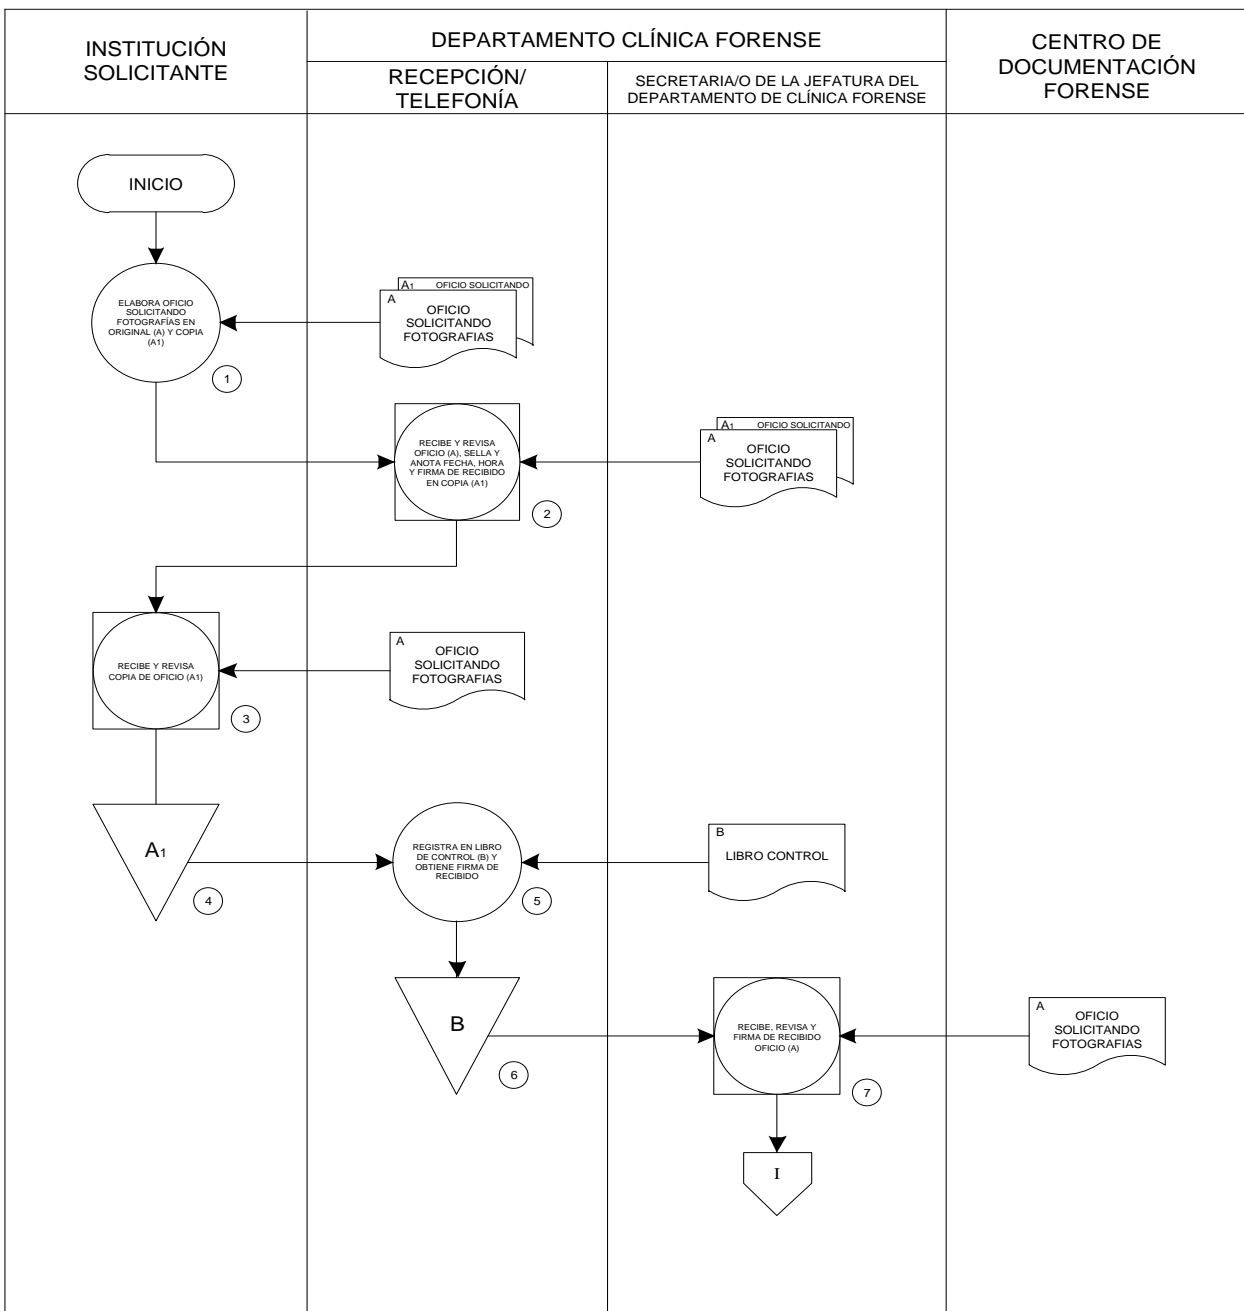 INSTITUCIÓN
SOLICITANTE
DEPARTAMENTO CLÍNICA FORENSE
RECEPCIÓN/
TELEFONÍA
SECRETARIA/O DE LA JEFATURA DEL
DEPARTAMENTO DE CLÍNICA FORENSE
CENTRO DE
DOCUMENTACIÓN
FORENSE
INICIO
ELABORA OFICIO
SOLICITANDO
FOTOGRAFÍAS EN
ORIGINAL (A) Y COPIA
(A1)
1
A1 OFICIO SOLICITANDO
A
OFICIO
SOLICITANDO
FOTOGRAFIAS
RECIBE Y REVISA
OFICIO (A), SELLA Y
ANOTA FECHA, HORA
Y FIRMA DE RECIBIDO
EN COPIA (A1)
2
A1 OFICIO SOLICITANDO
A
OFICIO
SOLICITANDO
FOTOGRAFIAS
RECIBE Y REVISA
COPIA DE OFICIO (A1)
3
A
OFICIO
SOLICITANDO
FOTOGRAFIAS
A1
4
REGISTRA EN LIBRO
DE CONTROL (B) Y
OBTIENE FIRMA DE
RECIBIDO
5
B
LIBRO CONTROL
B
6
RECIBE, REVISA Y
FIRMA DE RECIBIDO
OFICIO (A)
7
A
OFICIO
SOLICITANDO
FOTOGRAFIAS
I